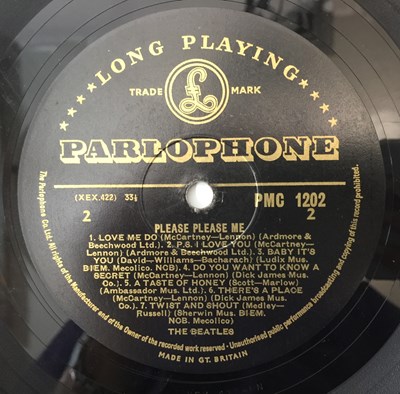 ★ LONG PLAYING ★
TRADE £ MARK
PARLOPHONE
(XEX.422) 33⅓
PMC 1202
2
2
PLEASE PLEASE ME
1. LOVE ME DO (McCartney—Lennon) (Ardmore &
Beechwood Ltd.) 2. P.S. I LOVE YOU (McCartney—
Lennon) (Ardmore & Beechwood Ltd.) 3. BABY IT'S
YOU (David—Williams—Bacharach) (Ludix Mus.
BIEM. Mecolico. NCB.) 4. DO YOU WANT TO KNOW A
SECRET (McCartney—Lennon) (Dick James Mus.
Co.) 5. A TASTE OF HONEY (Scott—Marlow)
(Ambassador Mus. Ltd.) 6. THERE'S A PLACE
(McCartney—Lennon) (Dick James Mus.
Co.) 7. TWIST AND SHOUT (Medley—
Russell) (Sherwin Mus. BIEM.
NCB. Mecolico)
THE BEATLES
The Parlophone Co. Ltd. All rights of the Manufacturer and of the Owner of the recorded work reserved—Unauthorised public performance broadcasting and copying of this record prohibited.
MADE IN GT. BRITAIN